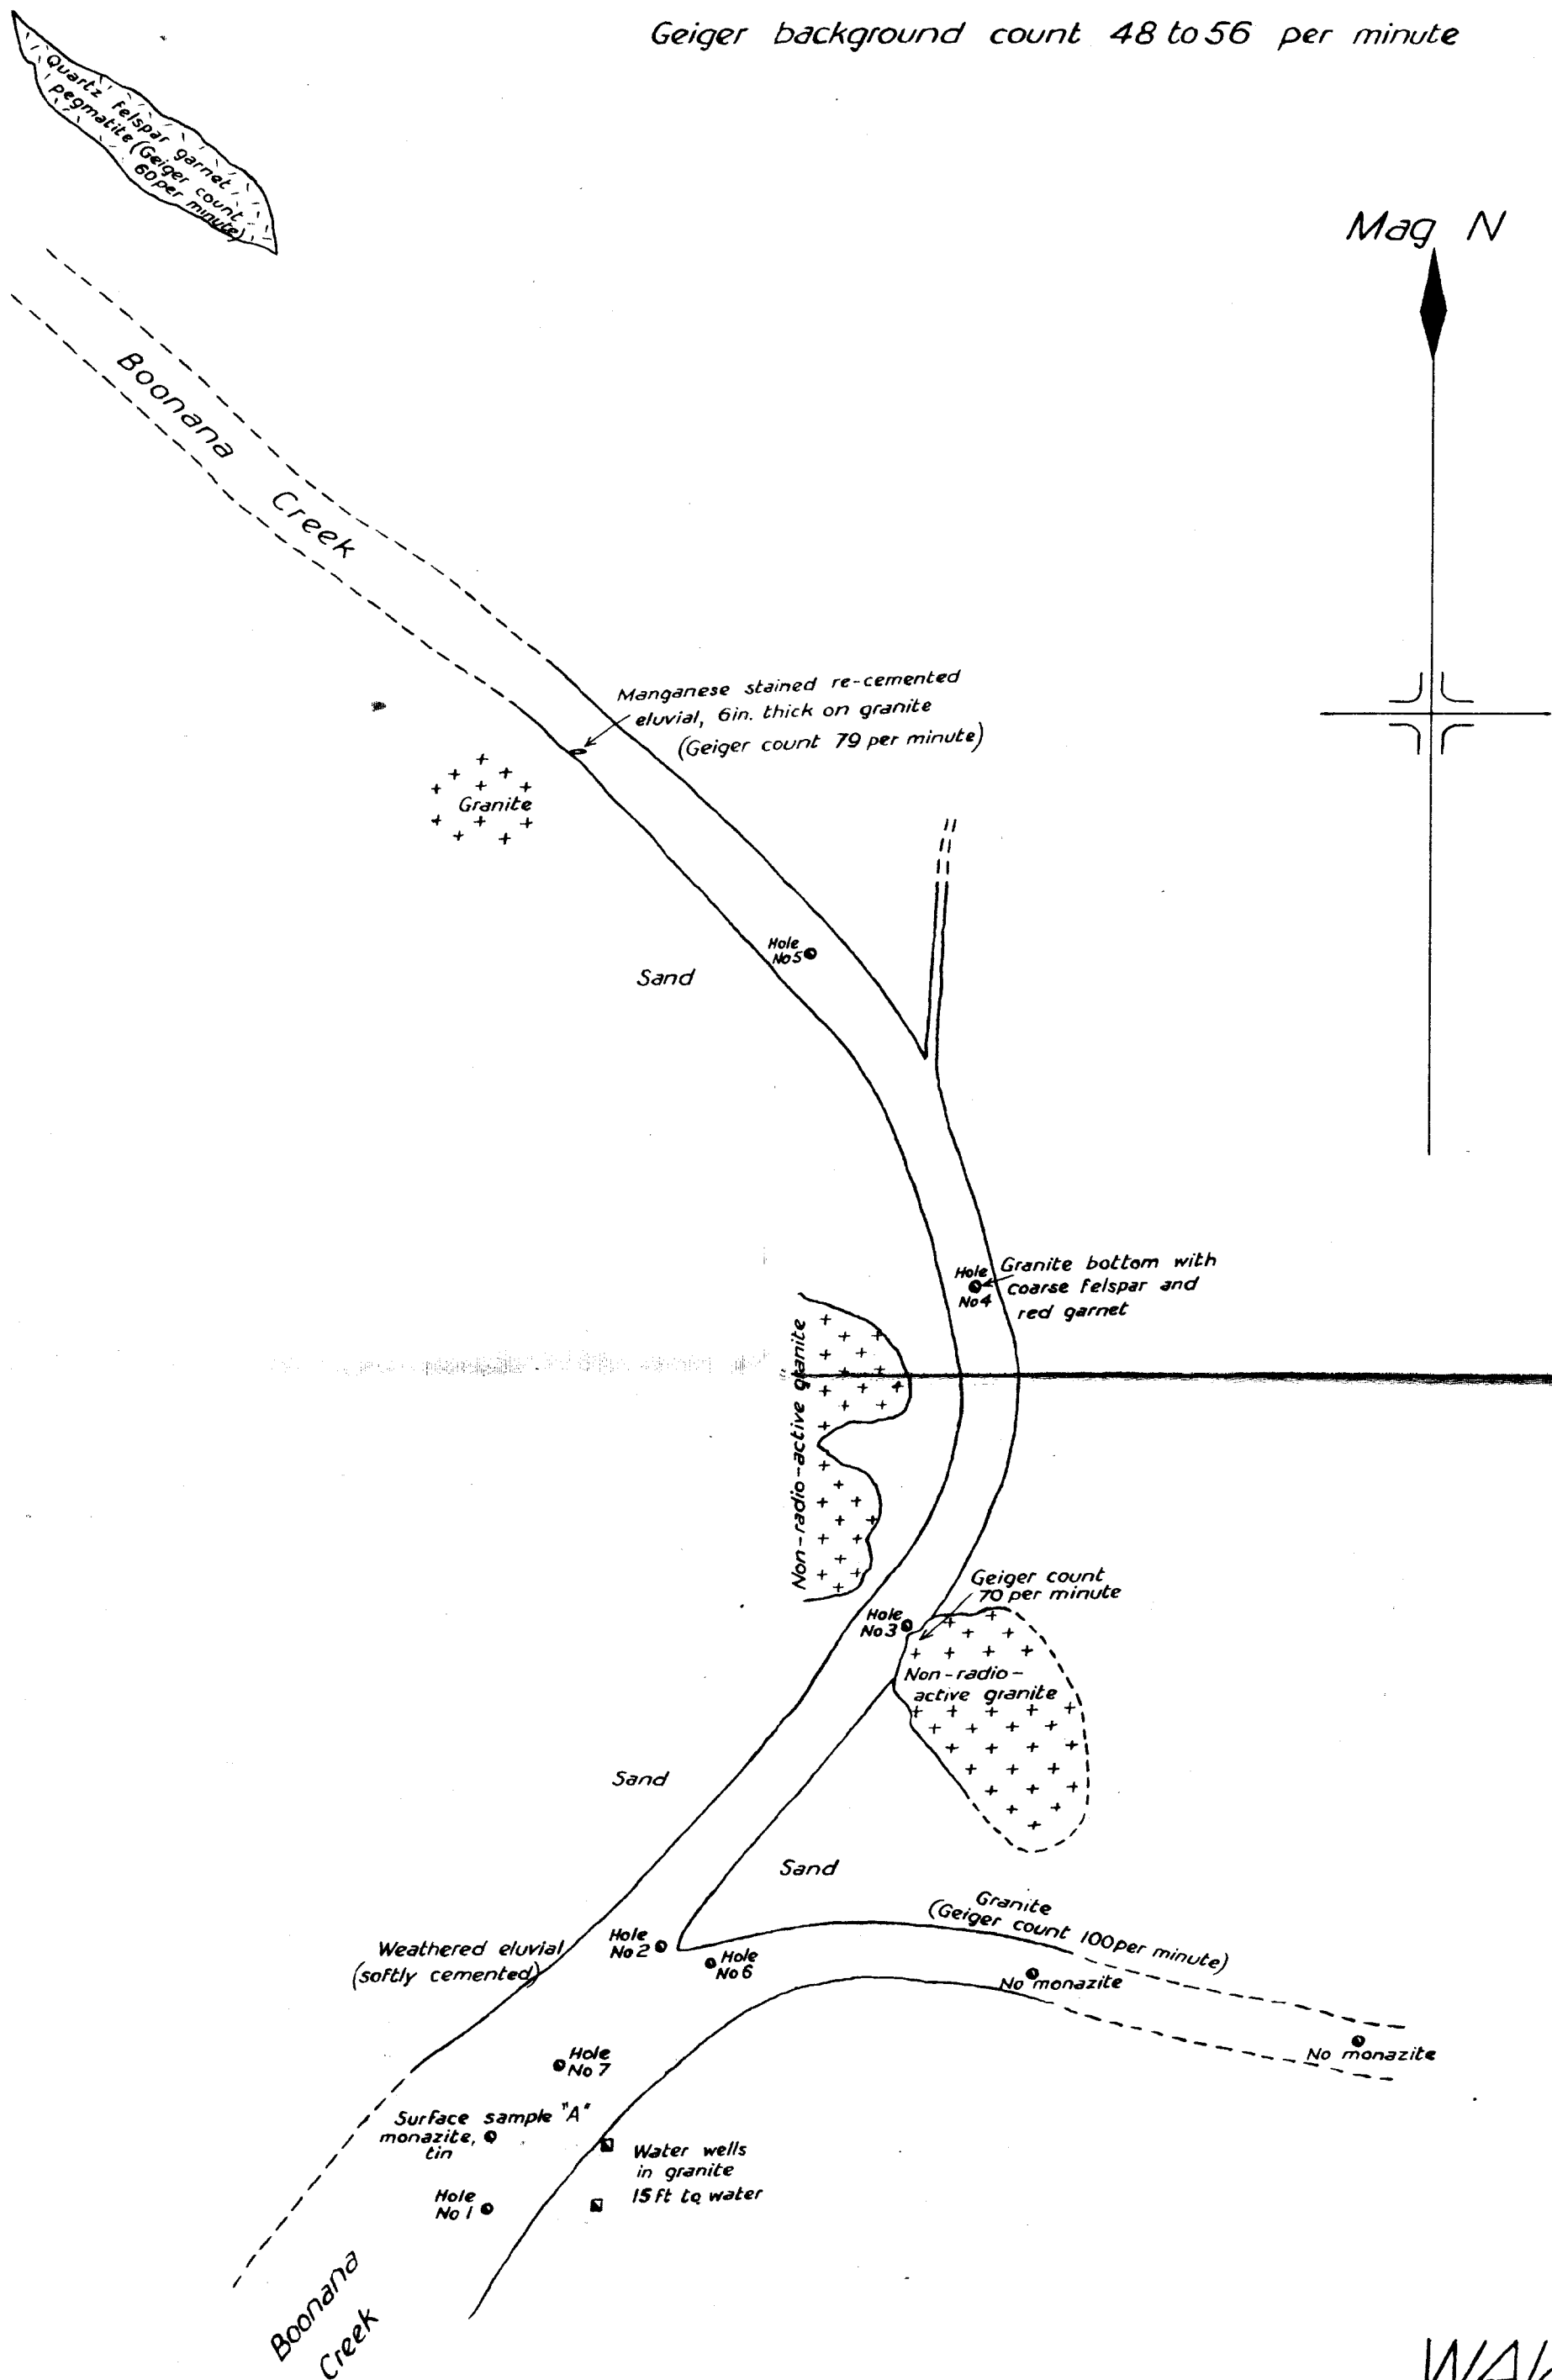 Geiger background count 48 to 56 per minute
Quartz felspar garnet
pegmatite (Geiger count
60 per minute)
Mag N
Boonana
Creek
Manganese stained re-cemented
eluvial, 6in. thick on granite
(Geiger count 79 per minute)
Granite
Hole
No 5
Sand
Hole
No 4
Granite bottom with
coarse felspar and
red garnet
Non-radio-active granite
Geiger count
70 per minute
Hole
No 3
Non-radio-
active granite
Sand
Sand
Granite
(Geiger count 100 per minute)
Weathered eluvial
(softly cemented)
Hole
No 2
Hole
No 6
No monazite
No monazite
Hole
No 7
Surface sample "A"
monazite,
tin
Water wells
in granite
15 ft to water
Hole
No 1
Boonana
Creek